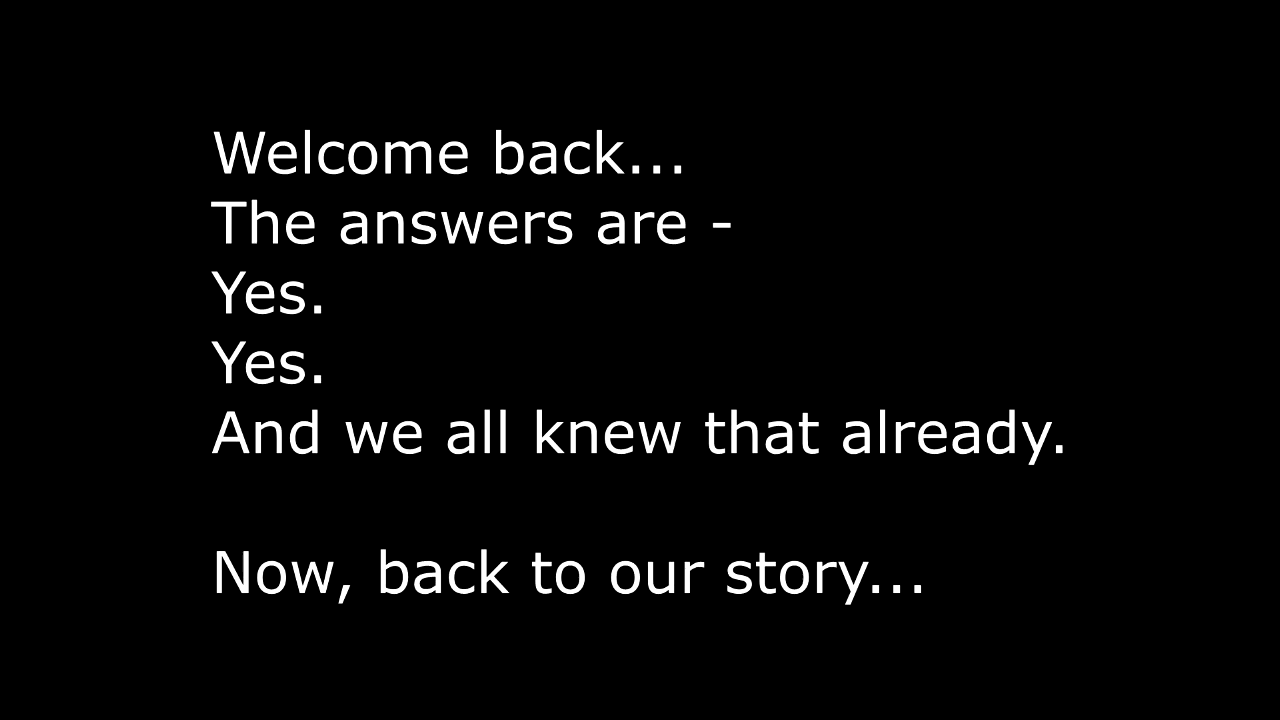 Welcome back...
The answers are -
Yes.
Yes.
And we all knew that already.
Now, back to our story...